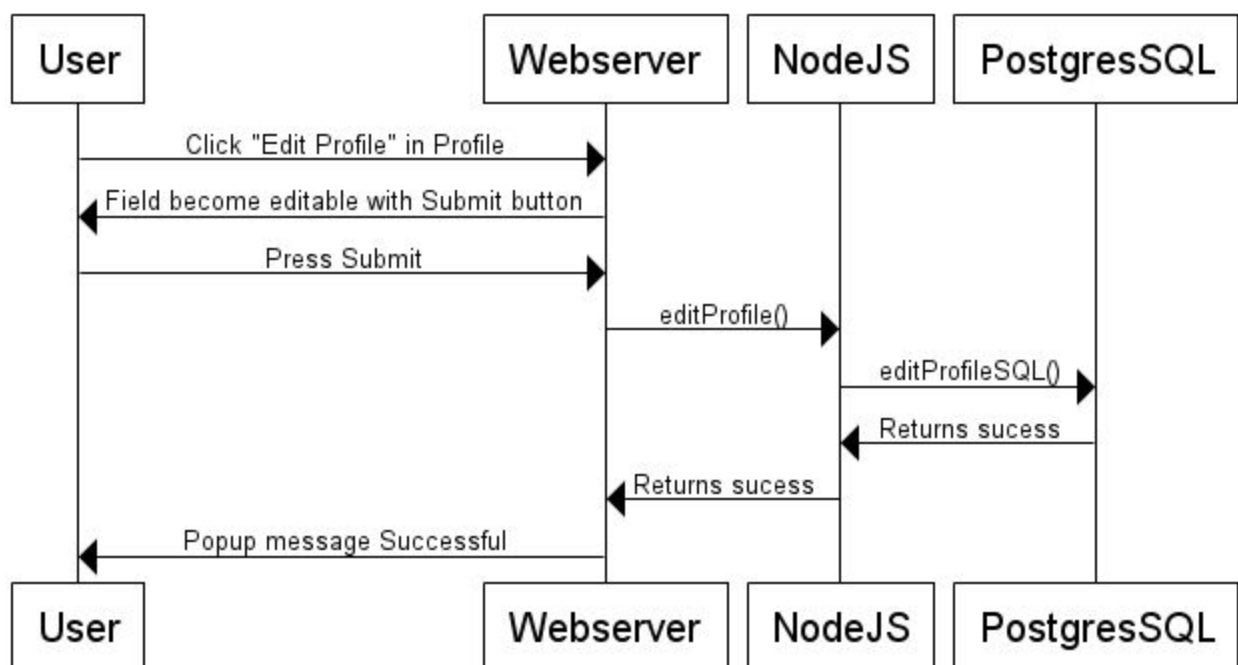 User Webserver NodeJS PostgresSQL
Click "Edit Profile" in Profile
Field become editable with Submit button
Press Submit
editProfile()
editProfileSQL()
Returns sucess
Returns sucess
Popup message Successful
User Webserver NodeJS PostgresSQL